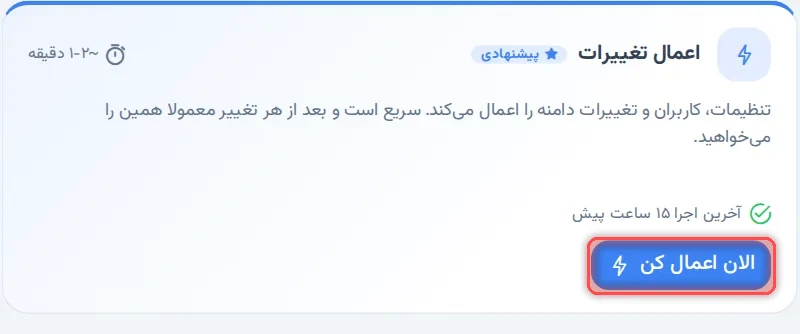 اعمال تغییرات
پیشنهادی
~۱-۲ دقیقه
تنظیمات، کاربران و تغییرات دامنه را اعمال می‌کند. سریع است و بعد از هر تغییر معمولا همین را
می‌خواهید.
آخرین اجرا ۱۵ ساعت پیش
الان اعمال کن